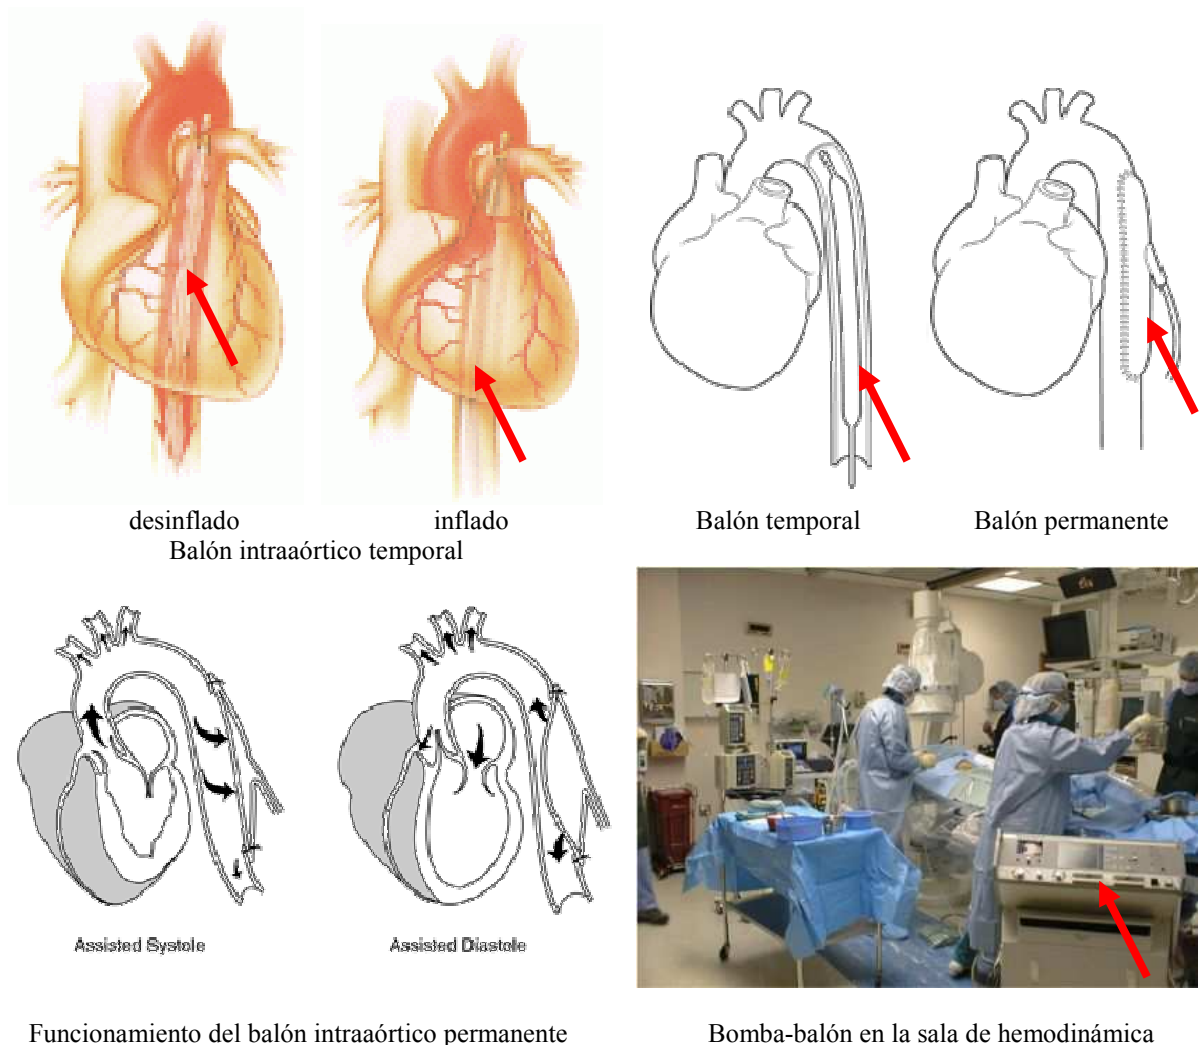 desinflado
inflado
Balón temporal
Balón permanente
Balón intraaórtico temporal
Assisted Systole
Assisted Diastole
Funcionamiento del balón intraaórtico permanente
Bomba-balón en la sala de hemodinámica